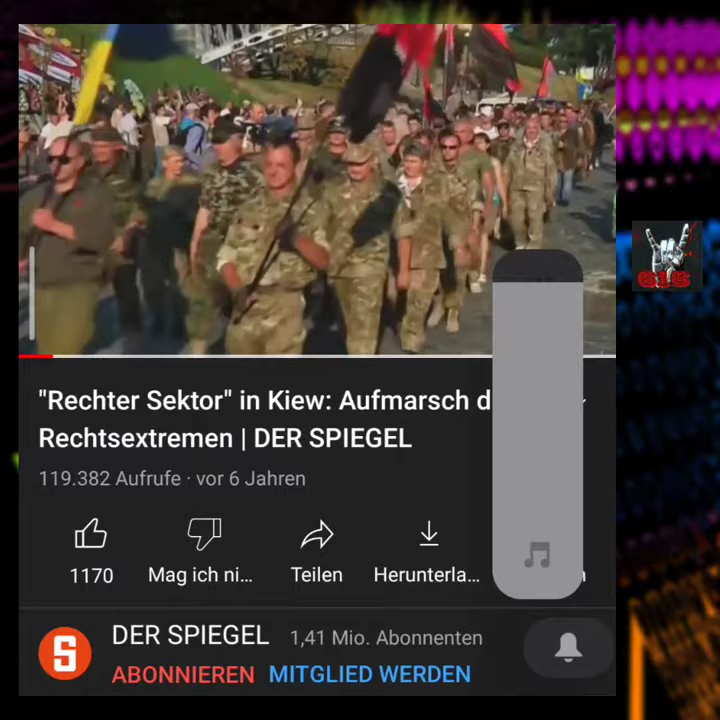 "Rechter Sektor" in Kiew: Aufmarsch d
Rechtsextremen | DER SPIEGEL
119.382 Aufrufe · vor 6 Jahren
1170
Mag ich ni...
Teilen
Herunterla...
DER SPIEGEL
1,41 Mio. Abonnenten
ABONNIEREN
MITGLIED WERDEN